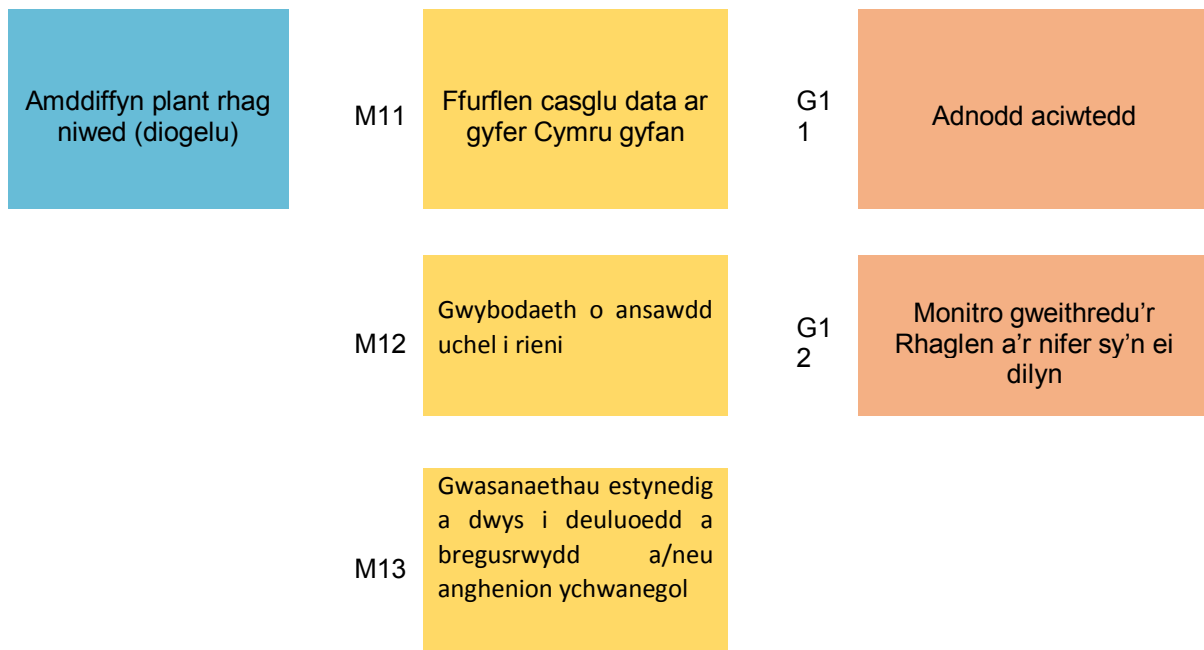 Amddiffyn plant rhag
niwed (diogelu)
M11
Ffurflen casglu data ar
gyfer Cymru gyfan
G1
1
Adnodd aciwtedd
M12
Gwybodaeth o ansawdd
uchel i rieni
G1
2
Monitro gweithredu’r
Rhaglen a’r nifer sy’n ei
dilyn
M13
Gwasanaethau estynedig
a dwys i deuluoedd a
bregusrwydd a/neu
anghenion ychwanegol